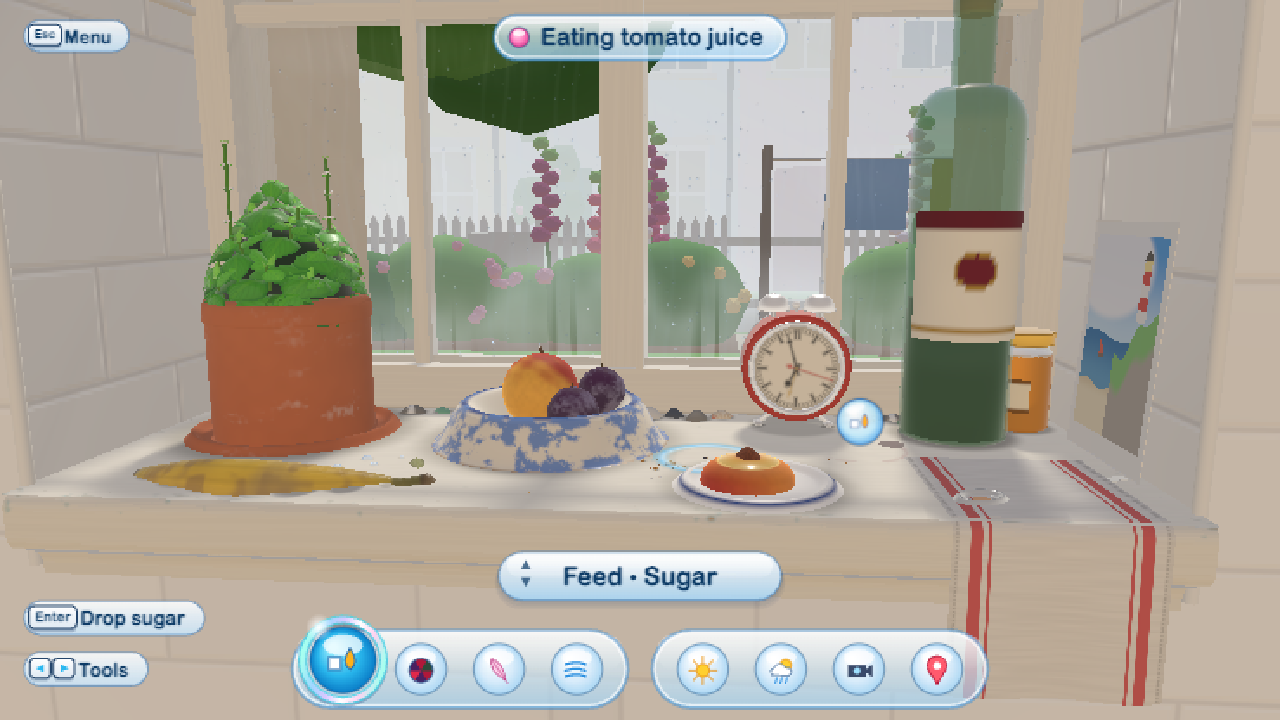 Esc Menu
Eating tomato juice
Feed • Sugar
Enter Drop sugar
Tools